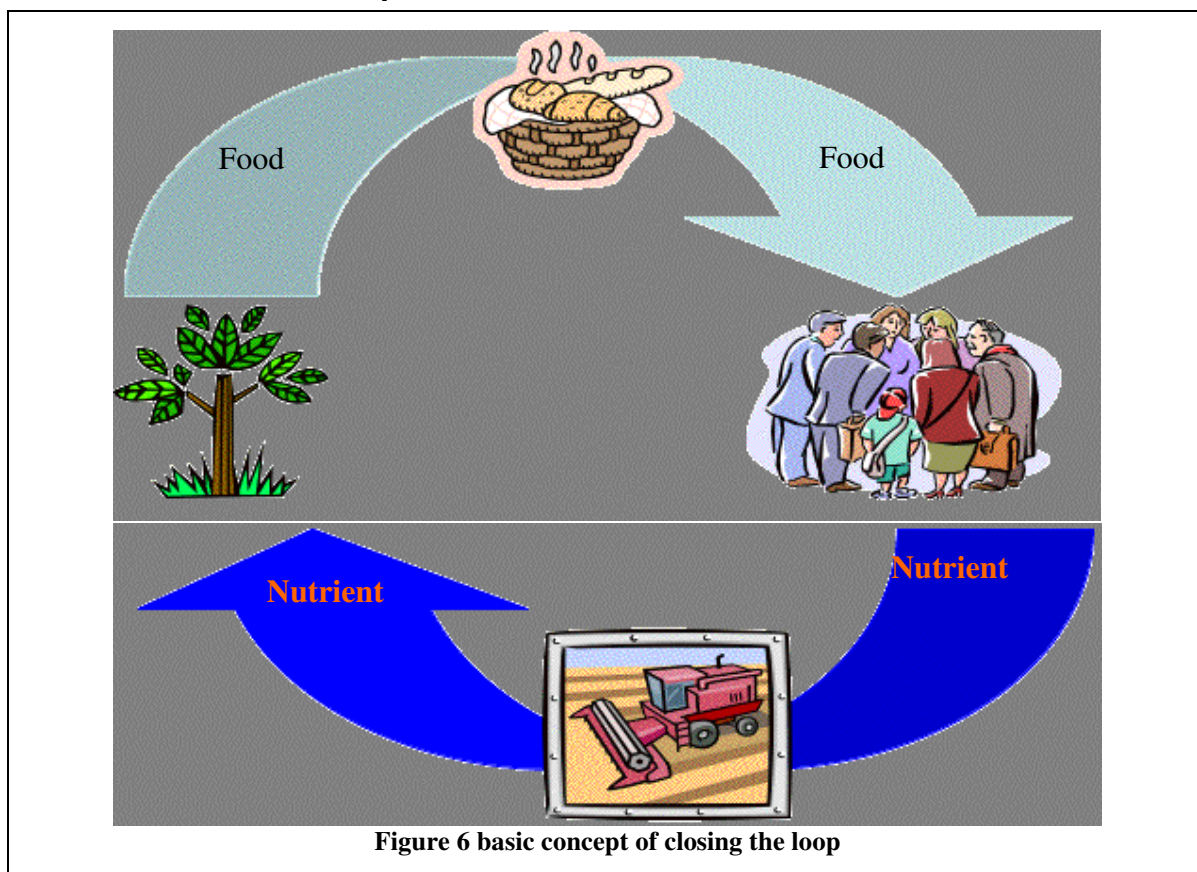 Food
Food
Nutrient
Nutrient
Figure 6 basic concept of closing the loop